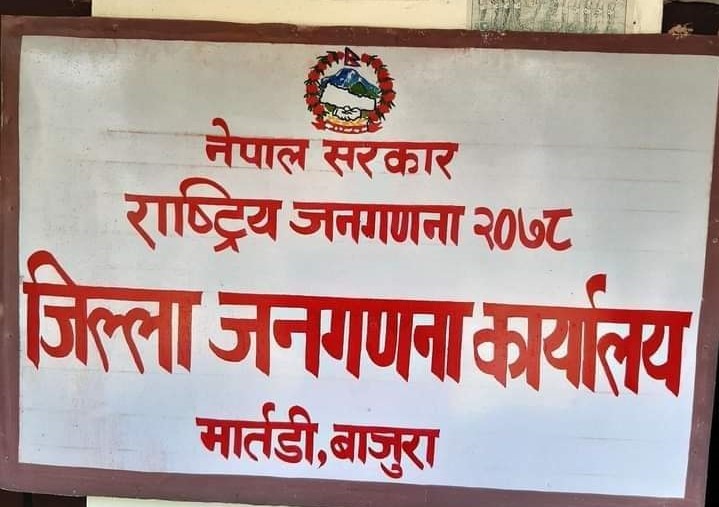 नेपाल सरकार
राष्ट्रिय जनगणना २०७८
जिल्ला जनगणना कार्यालय
मार्तडी, बाजुरा